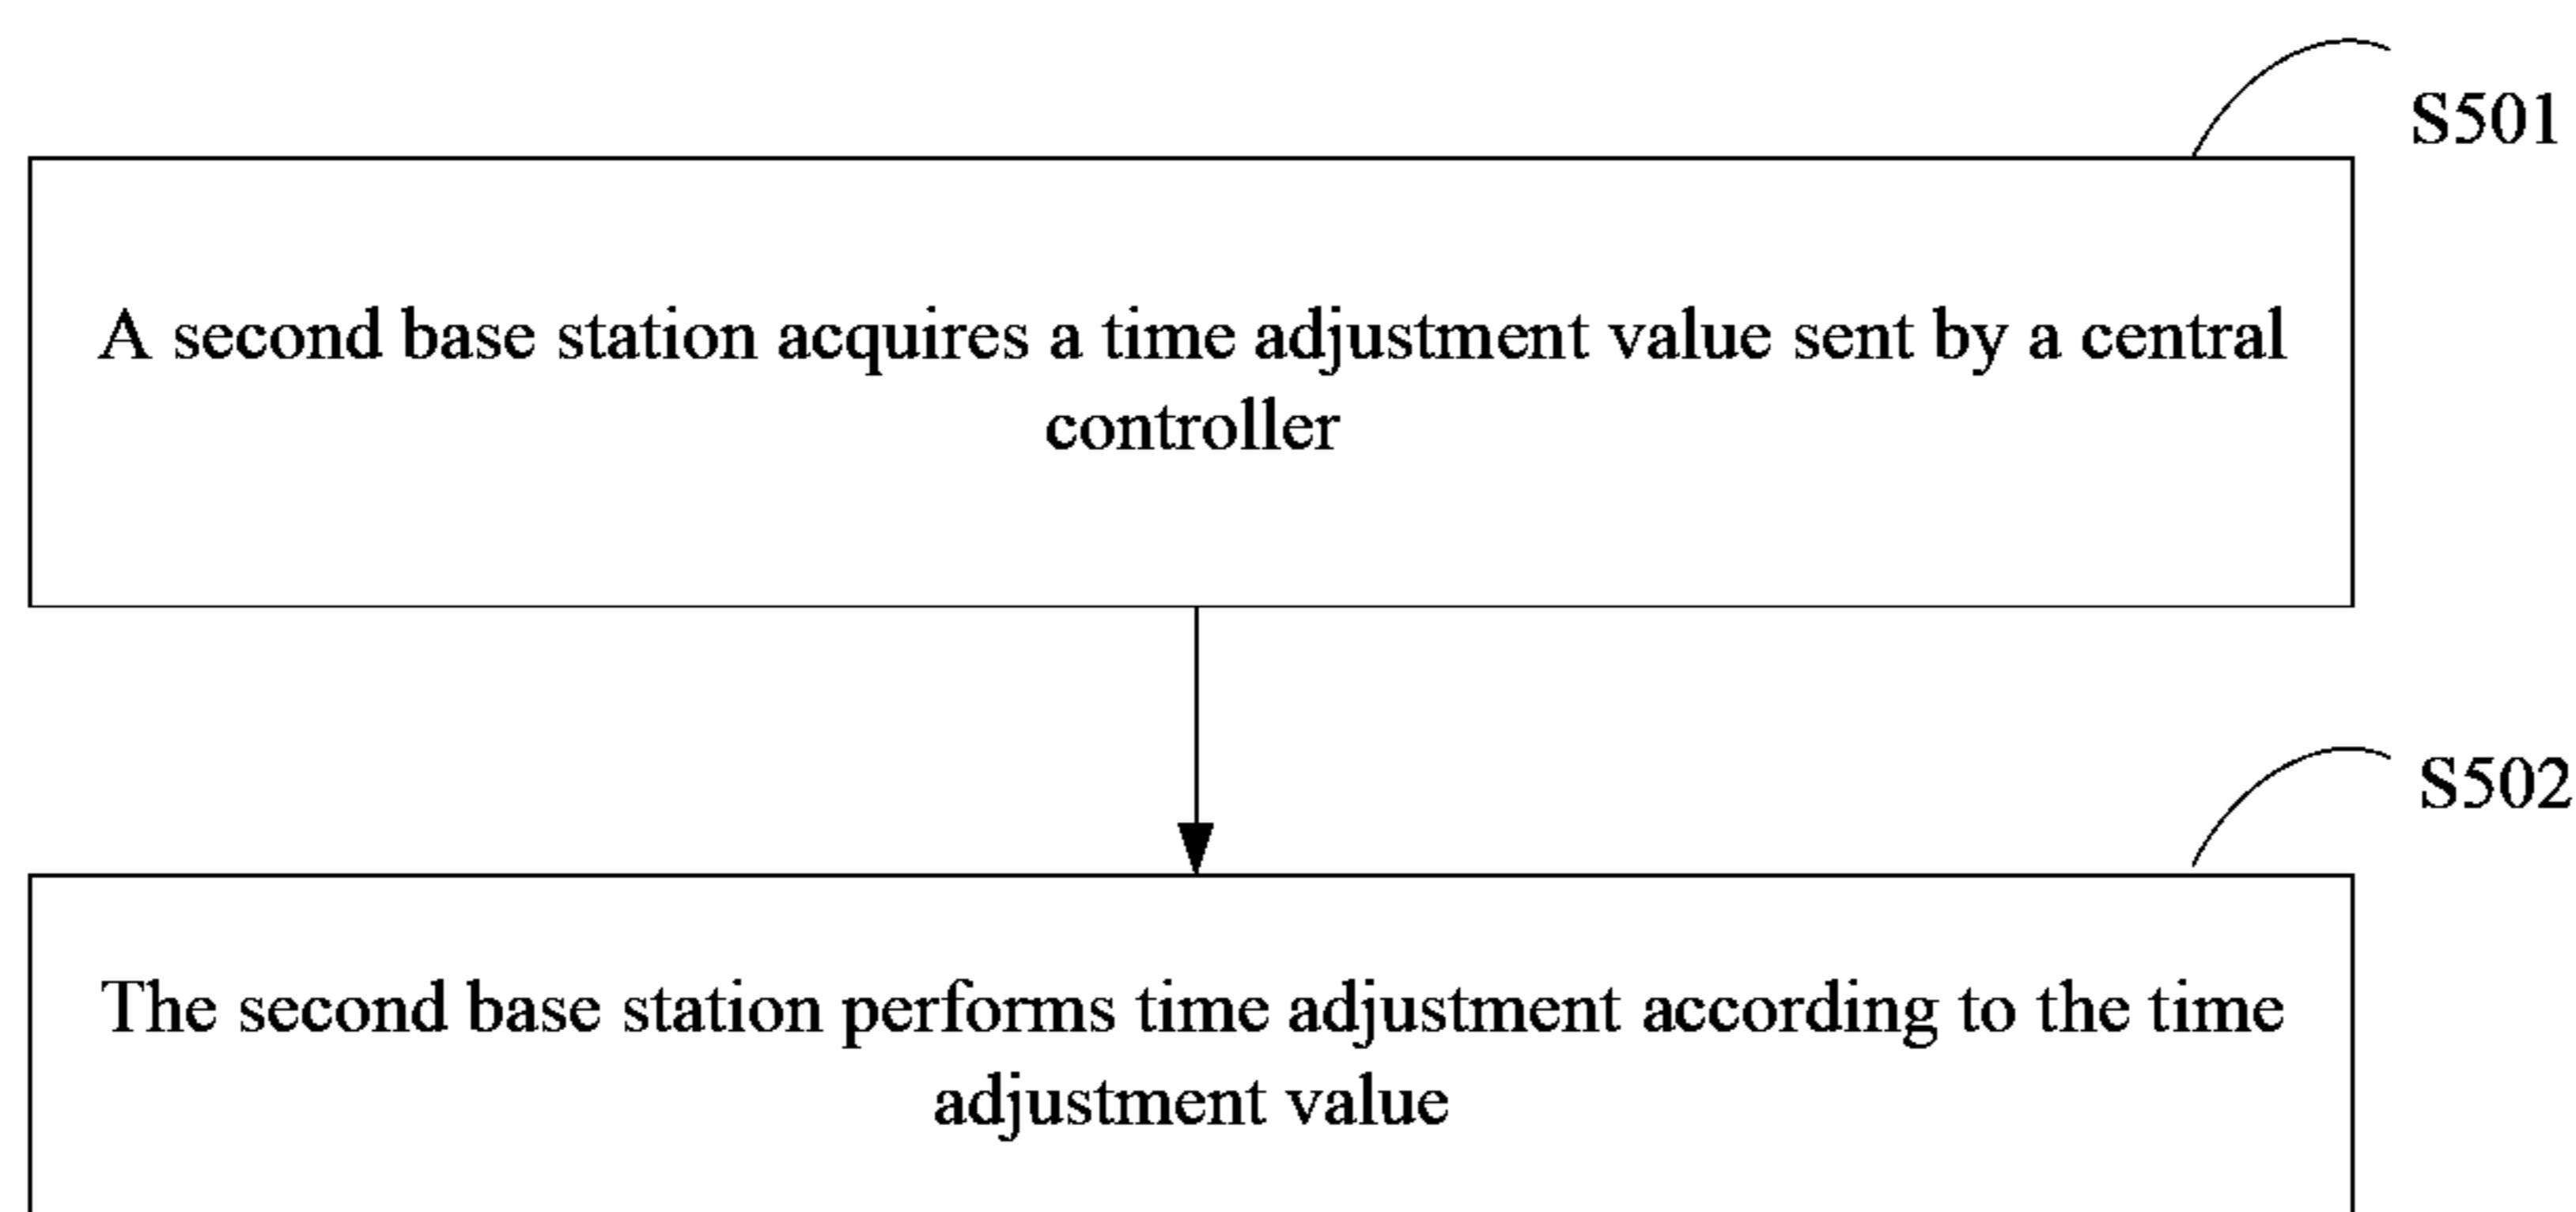 S501
A second base station acquires a time adjustment value sent by a central
controller
S502
The second base station performs time adjustment according to the time
adjustment value